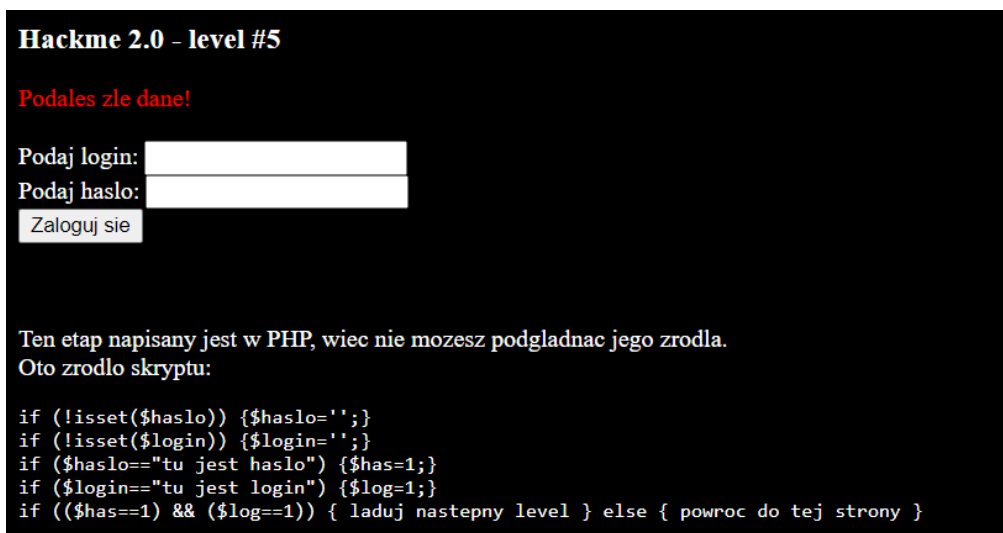 Hackme 2.0 - level #5
Podales zle dane!
Podaj login:
Podaj haslo:
Zaloguj sie
Ten etap napisany jest w PHP, wiec nie mozesz podgladnac jego zrodla.
Oto zrodlo skryptu:
if (!isset($haslo)) {$haslo='';}
if (!isset($login)) {$login='';}
if ($haslo=="tu jest haslo") {$has=1;}
if ($login=="tu jest login") {$log=1;}
if (($has==1) && ($log==1)) { laduj nastepny level } else { powroc do tej strony }